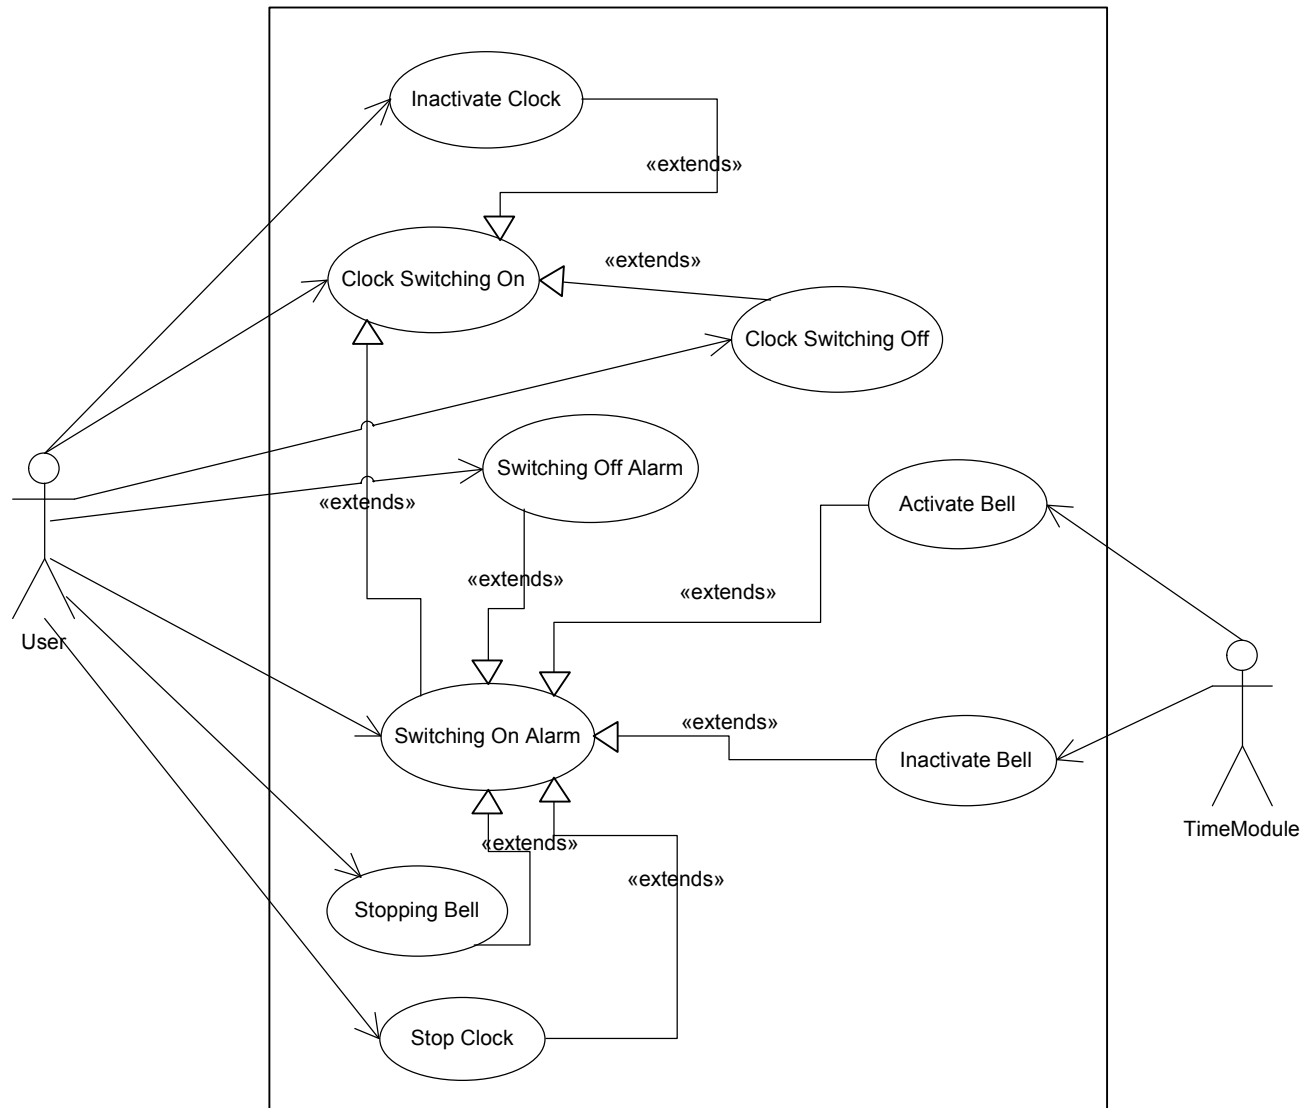 Inactivate Clock
«extends»
Clock Switching On
«extends»
Clock Switching Off
Switching Off Alarm
«extends»
Activate Bell
«extends»
«extends»
User
Switching On Alarm
«extends»
Inactivate Bell
TimeModule
«extends»
«extends»
Stopping Bell
Stop Clock